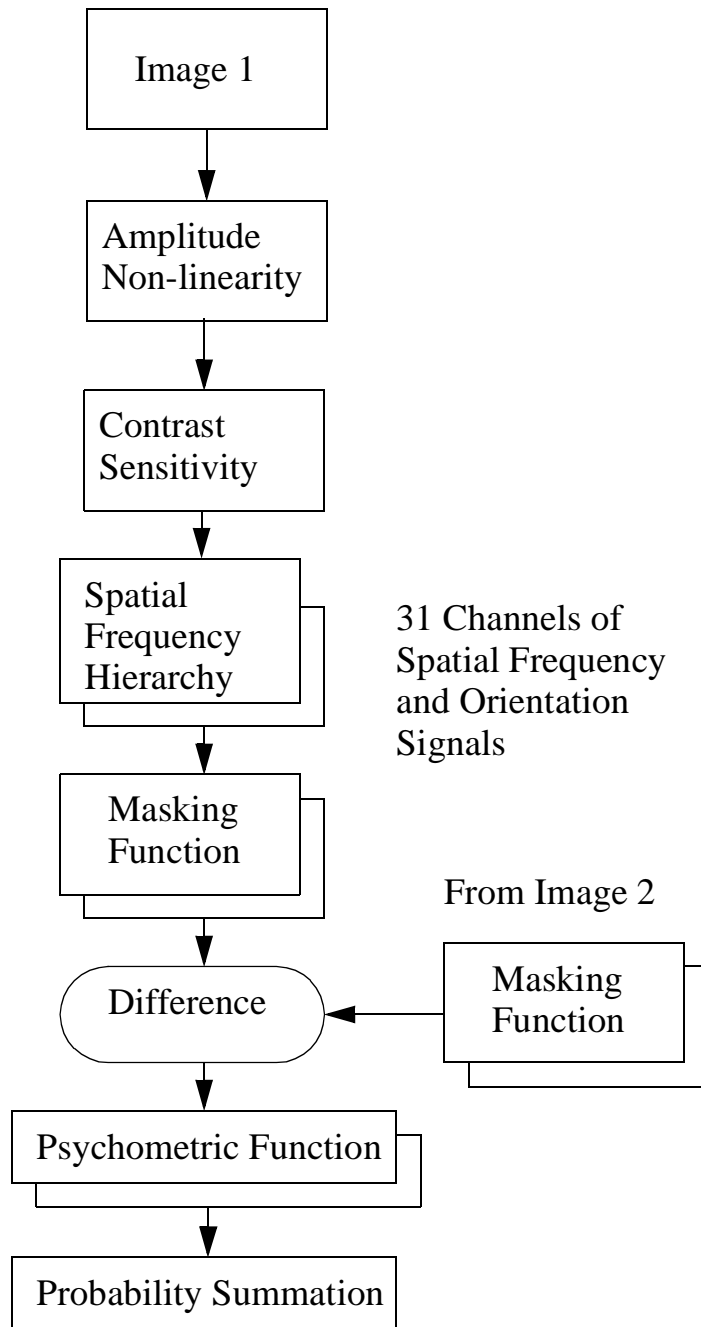 Image 1
Amplitude
Non-linearity
Contrast
Sensitivity
Spatial
Frequency
Hierarchy
31 Channels of
Spatial Frequency
and Orientation
Signals
Masking
Function
From Image 2
Masking
Function
Difference
Psychometric Function
Probability Summation